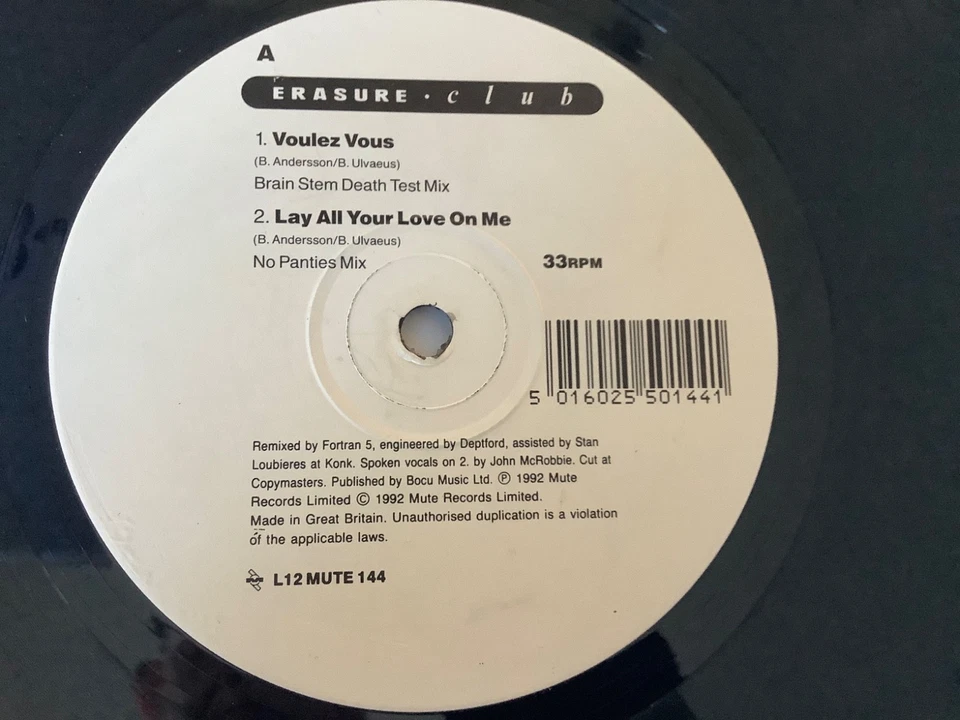 A
ERASURE · club
1. Voulez Vous
(B. Andersson/B. Ulvaeus)
Brain Stem Death Test Mix
2. Lay All Your Love On Me
(B. Andersson/B. Ulvaeus)
No Panties Mix
33RPM
5 016025 501441
Remixed by Fortran 5, engineered by Deptford, assisted by Stan
Loubieres at Konk. Spoken vocals on 2. by John McRobbie. Cut at
Copymasters. Published by Bocu Music Ltd. ℗ 1992 Mute
Records Limited © 1992 Mute Records Limited.
Made in Great Britain. Unauthorised duplication is a violation
of the applicable laws.
L12 MUTE 144